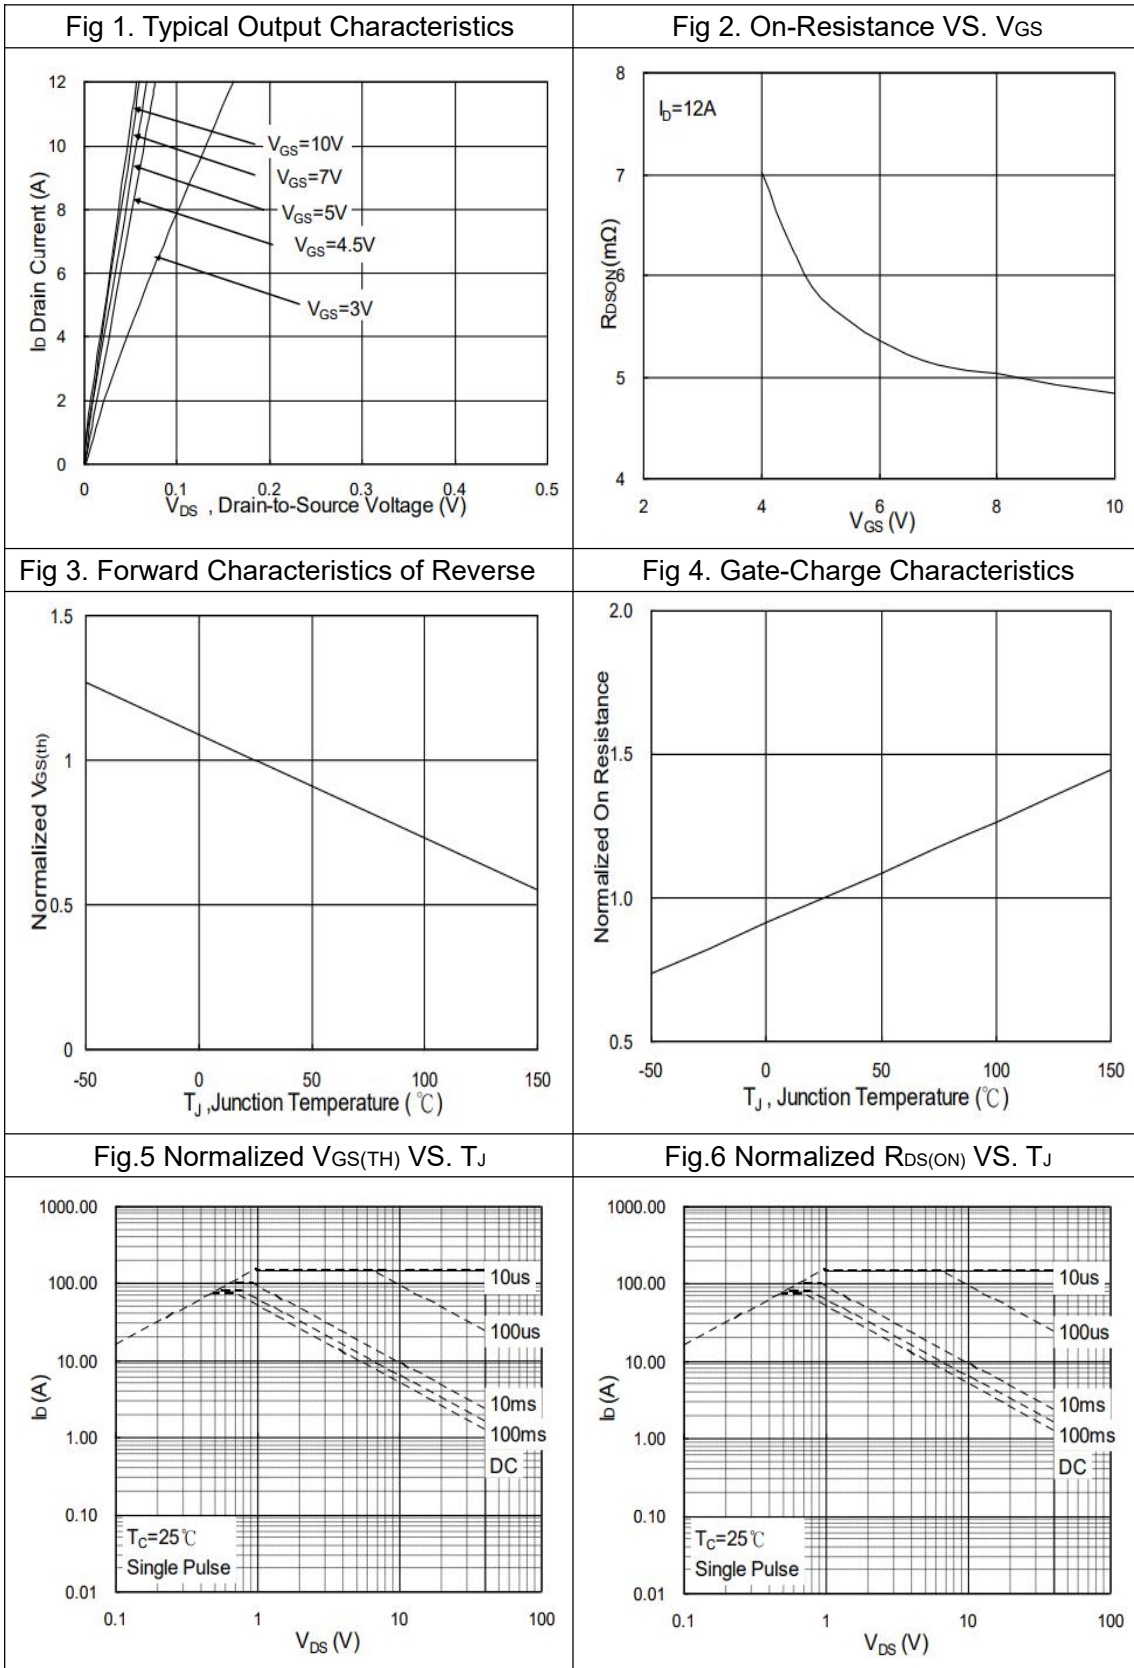 Fig 1. Typical Output Characteristics
Fig 2. On-Resistance VS. VGS
12
10
8
6
4
2
0
ID Drain Current (A)
VGS=10V
VGS=7V
VGS=5V
VGS=4.5V
VGS=3V
0
0.1
0.2
0.3
0.4
0.5
VDS , Drain-to-Source Voltage (V)
8
7
6
5
4
RDSON (mΩ)
ID=12A
2
4
6
8
10
VGS (V)
Fig 3. Forward Characteristics of Reverse
Fig 4. Gate-Charge Characteristics
1.5
1
0.5
0
Normalized VGS(th)
-50
0
50
100
150
TJ ,Junction Temperature ( ℃)
2.0
1.5
1.0
0.5
Normalized On Resistance
-50
0
50
100
150
TJ , Junction Temperature (℃)
Fig.5 Normalized VGS(TH) VS. TJ
Fig.6 Normalized RDS(ON) VS. TJ
1000.00
100.00
10.00
1.00
0.10
0.01
ID (A)
10us
100us
10ms
100ms
DC
TC=25℃
Single Pulse
0.1
1
10
100
VDS (V)
1000.00
100.00
10.00
1.00
0.10
0.01
ID (A)
10us
100us
10ms
100ms
DC
TC=25℃
Single Pulse
0.1
1
10
100
VDS (V)